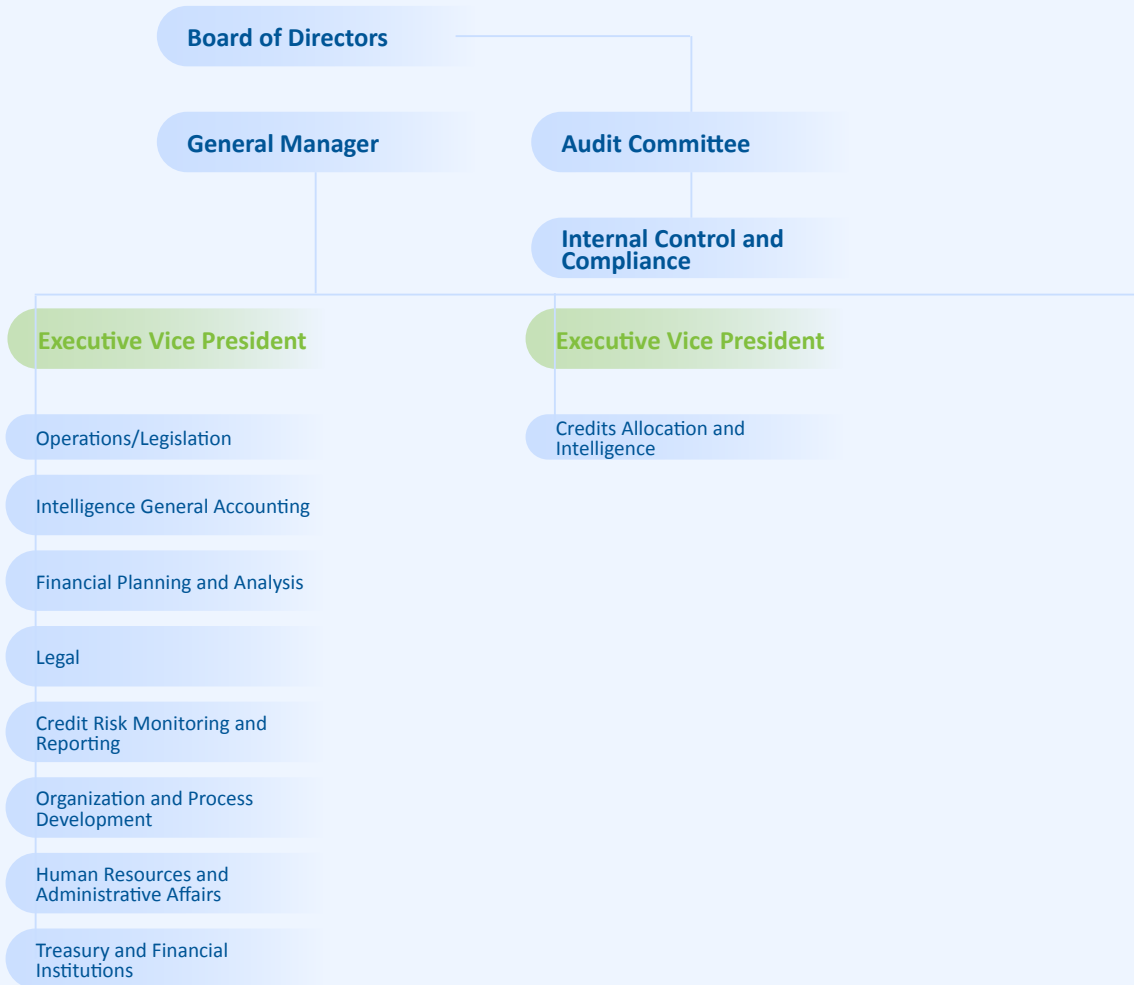 Board of Directors
General Manager
Audit Committee
Internal Control and
Compliance
Executive Vice President
Executive Vice President
Operations/Legislation
Credits Allocation and
Intelligence
Intelligence General Accounting
Financial Planning and Analysis
Legal
Credit Risk Monitoring and
Reporting
Organization and Process
Development
Human Resources and
Administrative Affairs
Treasury and Financial
Institutions